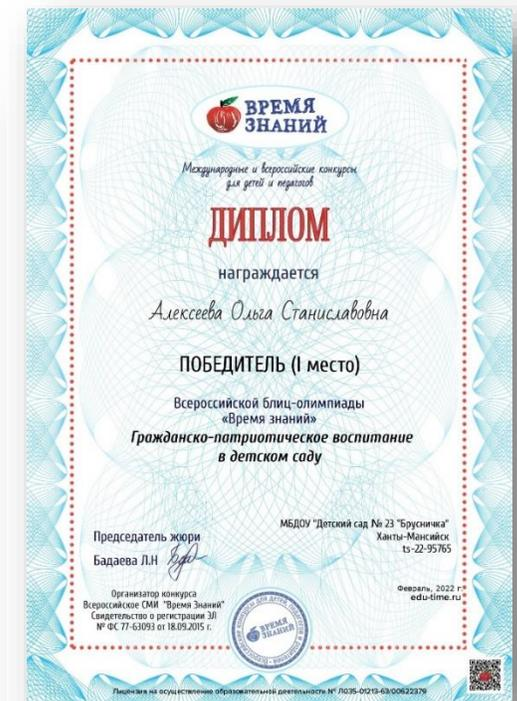 ВРЕМЯ
ЗНАНИЙ
Международные и всероссийские конкурсы
для детей и педагогов
ДИПЛОМ
награждается
Алексеева Ольга Станиславовна
ПОБЕДИТЕЛЬ (I место)
Всероссийской блиц-олимпиады
«Время знаний»
Гражданско-патриотическое воспитание
в детском саду
МБДОУ "Детский сад № 23 "Брусничка"
Ханты-Мансийск
ts-22-95765
Председатель жюри
Бадаева Л.Н
Февраль, 2022 г.
edu-time.ru
Организатор конкурса
Всероссийское СМИ "Время Знаний"
Свидетельство о регистрации ЭЛ
№ ФС 77-63093 от 18.09.2015 г.
ВРЕМЯ
ЗНАНИЙ
Лицензия на осуществление образовательной деятельности № Л035-01213-63/00622379